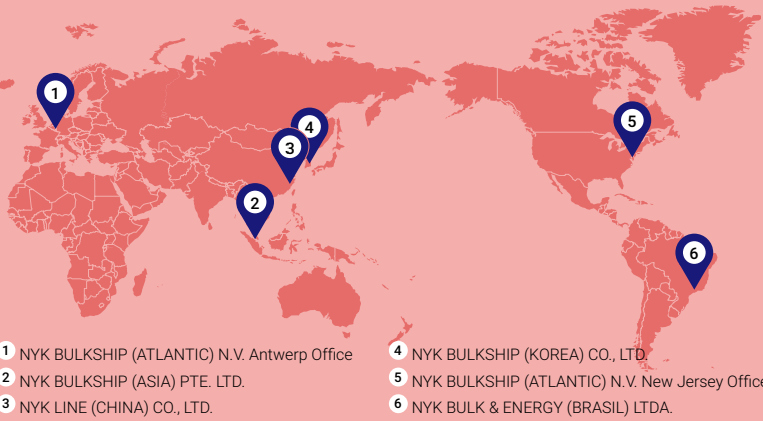 1
4
3
5
2
6
1 NYK BULKSHIP (ATLANTIC) N.V. Antwerp Office
2 NYK BULKSHIP (ASIA) PTE. LTD.
3 NYK LINE (CHINA) CO., LTD.
4 NYK BULKSHIP (KOREA) CO., LTD.
5 NYK BULKSHIP (ATLANTIC) N.V. New Jersey Office
6 NYK BULK & ENERGY (BRASIL) LTDA.